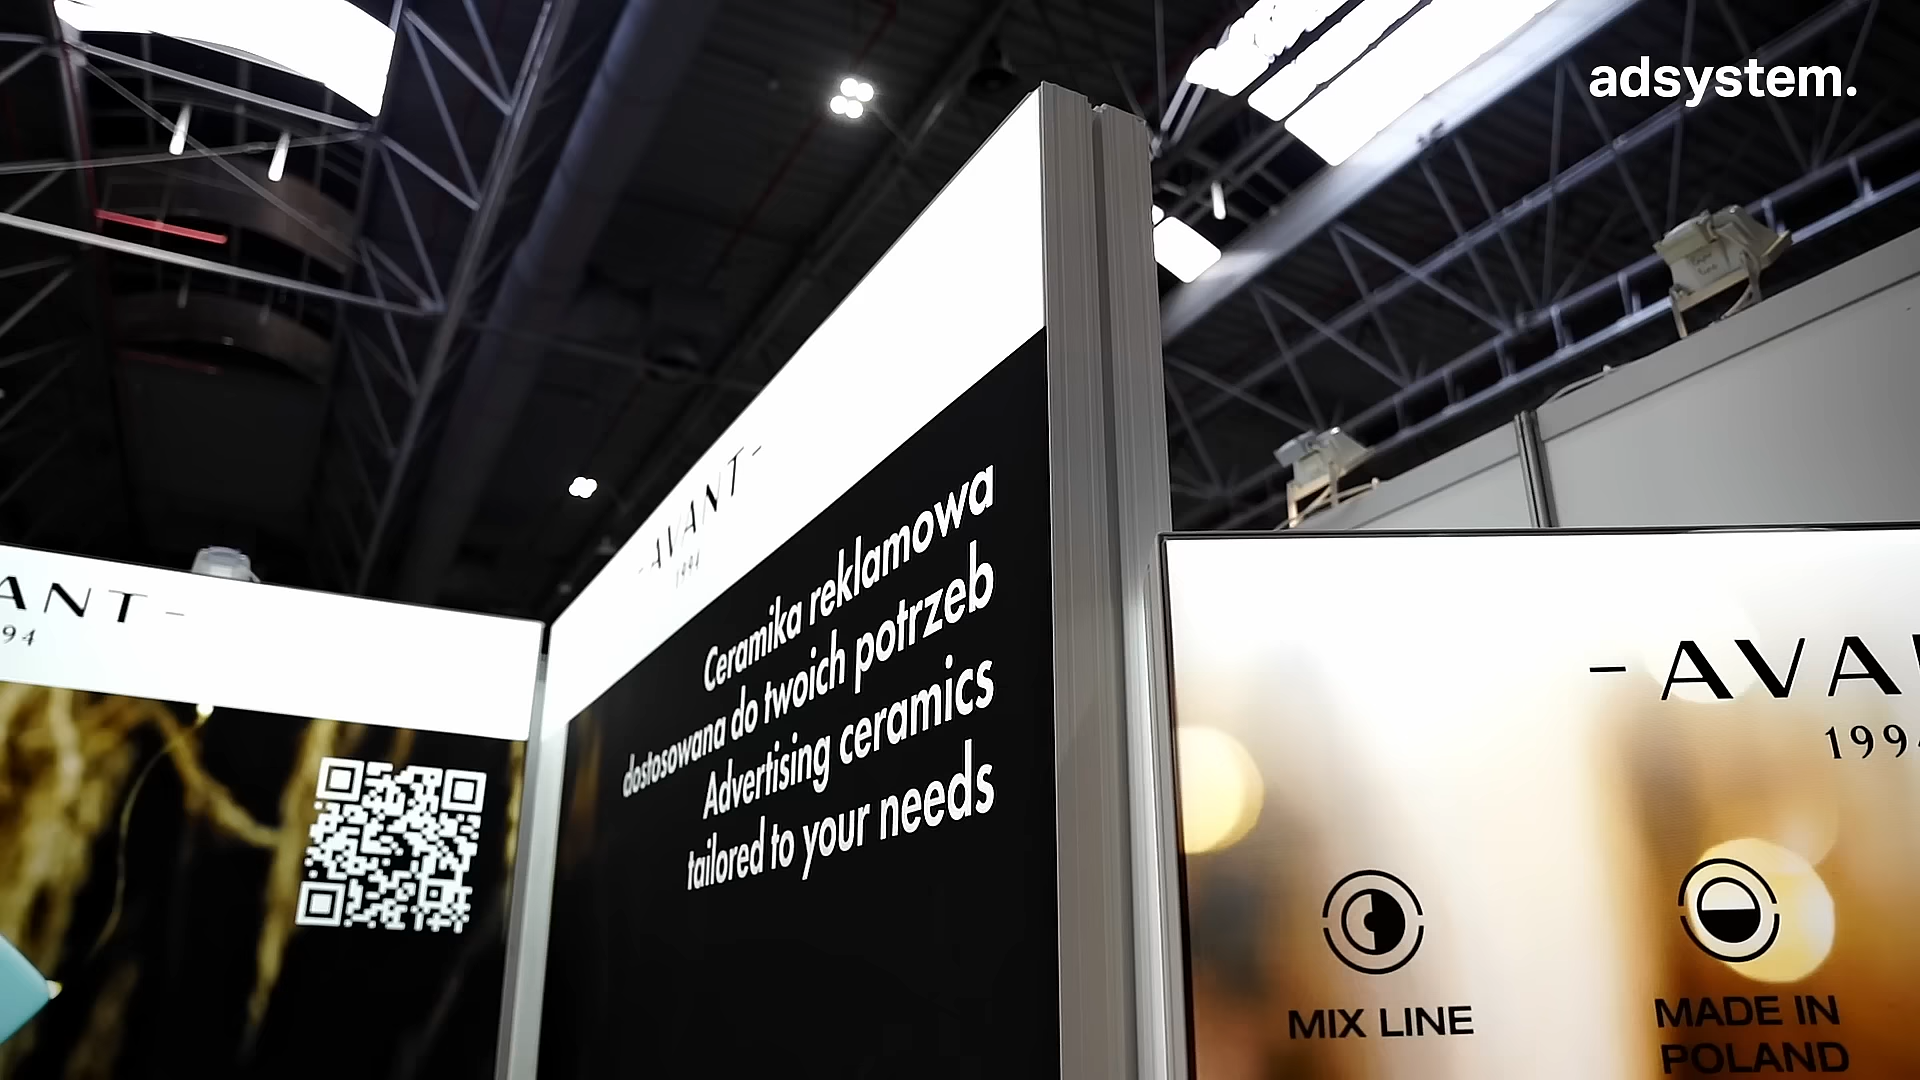 adsystem.
- AVANT -
1994
ANT -
94
Ceramika reklamowa
dostosowana do twoich potrzeb
Advertising ceramics
tailored to your needs
- AVA
199
MIX LINE
MADE IN
POLAND